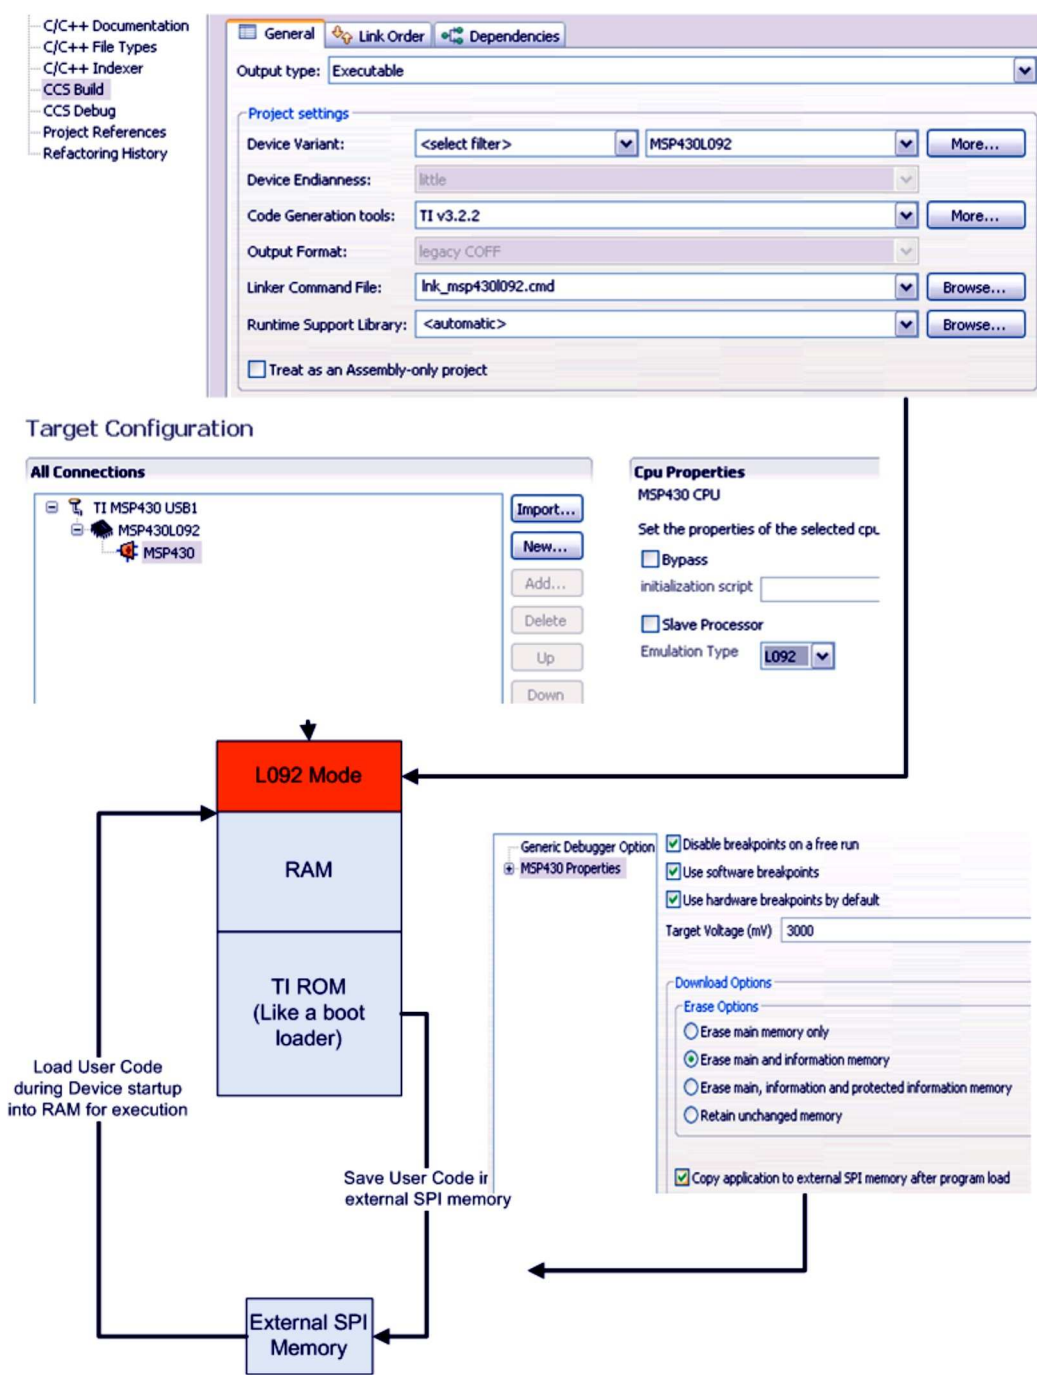 C/C++ Documentation
C/C++ File Types
C/C++ Indexer
CCS Build
CCS Debug
Project References
Refactoring History
General Link Order Dependencies
Output type: Executable
Project settings
Device Variant: <select filter> MSP430L092 More...
Device Endianness: little
Code Generation tools: TI v3.2.2 More...
Output Format: legacy COFF
Linker Command File: lnk_msp430l092.cmd Browse...
Runtime Support Library: <automatic> Browse...
Treat as an Assembly-only project
Target Configuration
All Connections
TI MSP430 USB1
MSP430L092
MSP430
Import...
New...
Add...
Delete
Up
Down
Cpu Properties
MSP430 CPU
Set the properties of the selected cpu
Bypass
initialization script
Slave Processor
Emulation Type L092
L092 Mode
RAM
TI ROM
(Like a boot
loader)
Load User Code
during Device startup
into RAM for execution
Save User Code in
external SPI memory
External SPI
Memory
Generic Debugger Option
MSP430 Properties
Disable breakpoints on a free run
Use software breakpoints
Use hardware breakpoints by default
Target Voltage (mV) 3000
Download Options
Erase Options
Erase main memory only
Erase main and information memory
Erase main, information and protected information memory
Retain unchanged memory
Copy application to external SPI memory after program load